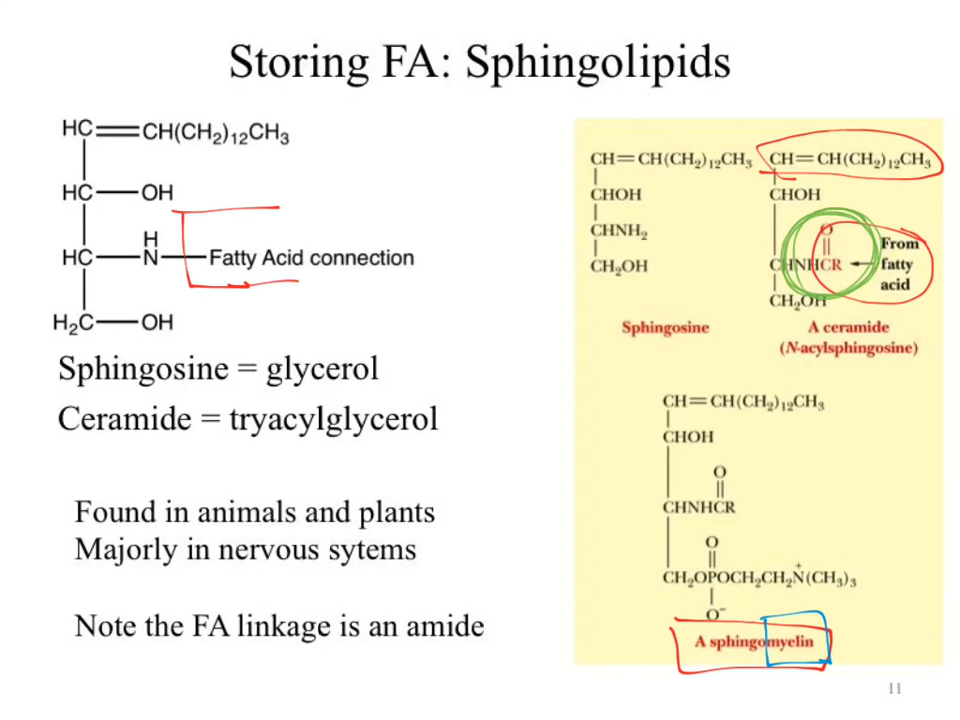 Storing FA: Sphingolipids
HC=CH(CH2)12CH3
HC—OH
H
HC—N—Fatty Acid connection
H2C—OH
Sphingosine = glycerol
Ceramide = tryacylglycerol
Found in animals and plants
Majorly in nervous sytems
Note the FA linkage is an amide
CH=CH(CH2)12CH3
CHOH
CHNH2
CH2OH
Sphingosine
CH=CH(CH2)12CH3
CHOH
O
CHNHCR
From
fatty
acid
CH2OH
A ceramide
(N-acylsphingosine)
CH=CH(CH2)12CH3
CHOH
O
CHNHCR
O
CH2OPOCH2CH2N+(CH3)3
O−
A sphingomyelin
11